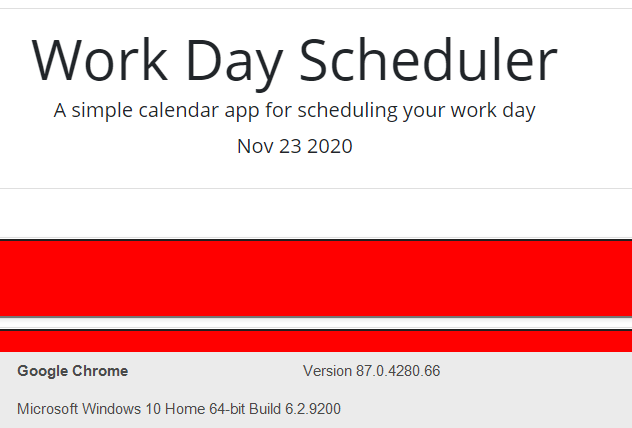 Work Day Scheduler
A simple calendar app for scheduling your work day
Nov 23 2020
Google Chrome Version 87.0.4280.66
Microsoft Windows 10 Home 64-bit Build 6.2.9200